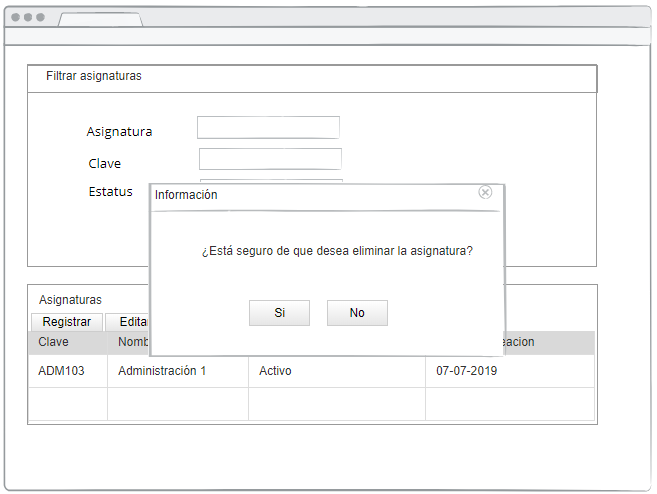 Filtrar asignaturas
Asignatura
Clave
Estatus
Información
¿Está seguro de que desea eliminar la asignatura?
Si No
Asignaturas
Registrar Edita
Clave Nomb eacion
ADM103 Administración 1 Activo 07-07-2019